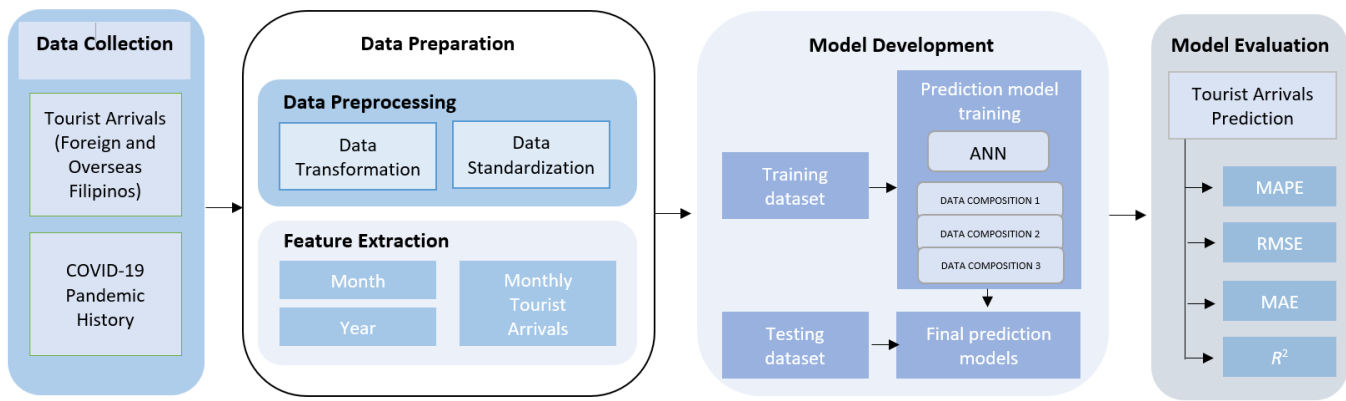 Data Collection
Tourist Arrivals
(Foreign and
Overseas
Filipinos)
COVID-19
Pandemic
History
Data Preparation
Data Preprocessing
Data
Transformation
Data
Standardization
Feature Extraction
Month
Year
Monthly
Tourist
Arrivals
Model Development
Training
dataset
Prediction model
training
ANN
DATA COMPOSITION 1
DATA COMPOSITION 2
DATA COMPOSITION 3
Testing
dataset
Final prediction
models
Model Evaluation
Tourist Arrivals
Prediction
MAPE
RMSE
MAE
R²